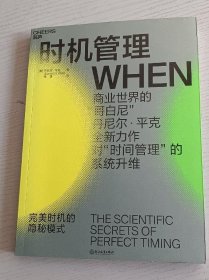 CHEERS
时机管理
WHEN
商业世界的
“哥白尼”
丹尼尔·平克
全新力作
对“时间管理”的
系统升维
完美时机的
隐秘模式
THE SCIENTIFIC
SECRETS OF
PERFECT TIMING